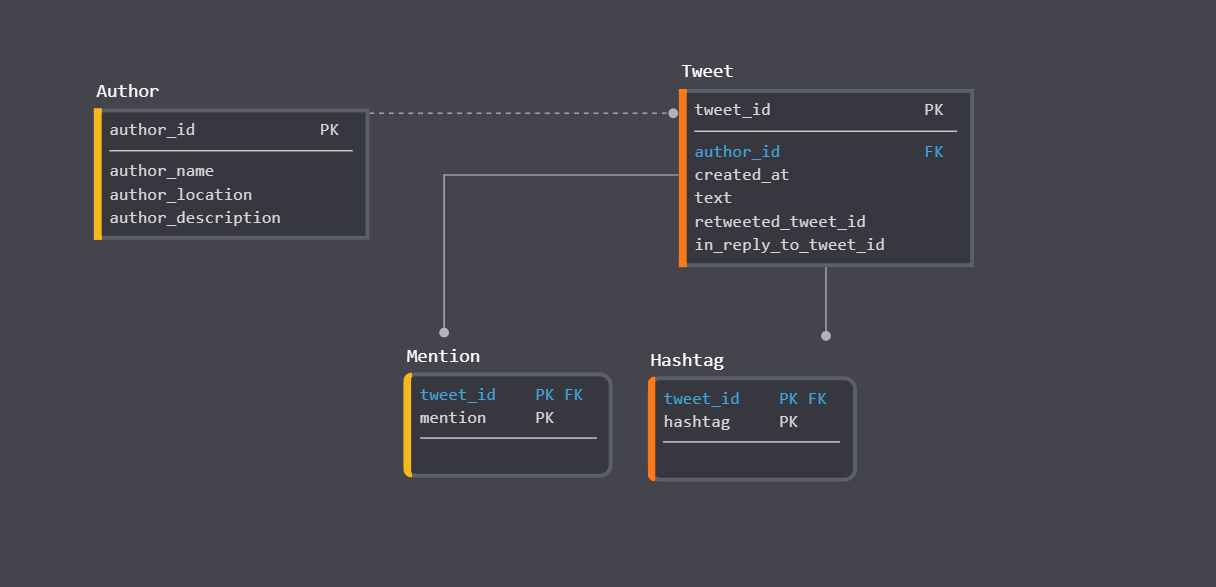 Author
author_id PK
author_name
author_location
author_description
Tweet
tweet_id PK
author_id FK
created_at
text
retweeted_tweet_id
in_reply_to_tweet_id
Mention
tweet_id PK FK
mention PK
Hashtag
tweet_id PK FK
hashtag PK